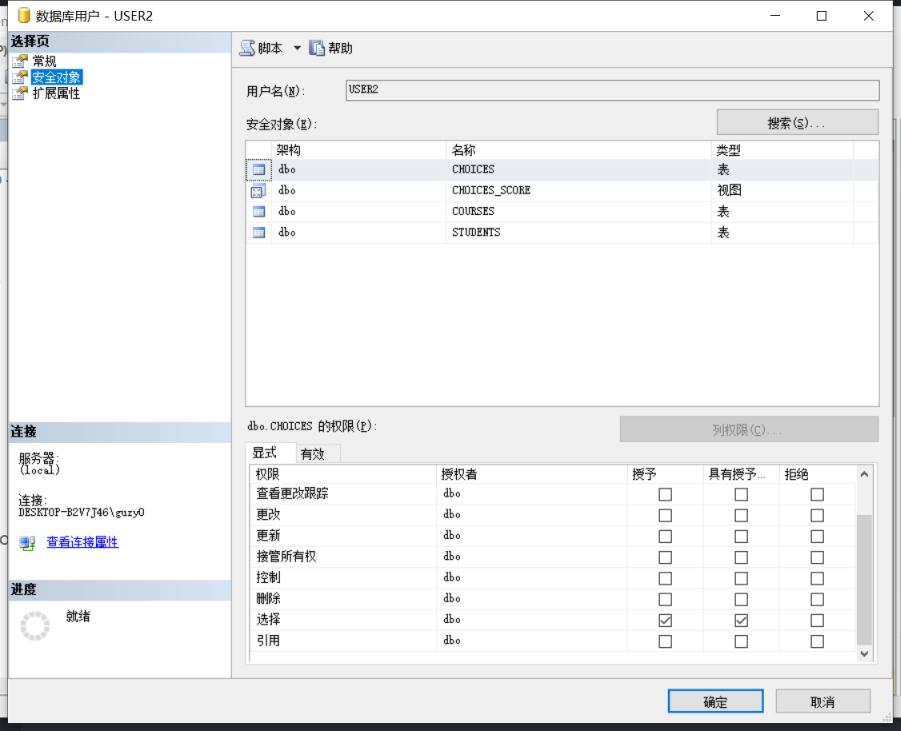 数据库用户 - USER2
选择页
常规
安全对象
扩展属性
脚本 帮助
用户名(N): USER2
安全对象(E): 搜索(S)...
架构 名称 类型
dbo CHOICES 表
dbo CHOICES_SCORE 视图
dbo COURSES 表
dbo STUDENTS 表
连接
服务器:
(local)
连接:
DESKTOP-B2V7J46\guzy0
查看连接属性
进度
就绪
dbo.CHOICES 的权限(P): 列权限(C)...
显式 有效
权限 授权者 授予 具有授予... 拒绝
查看更改跟踪 dbo
更改 dbo
更新 dbo
接管所有权 dbo
控制 dbo
删除 dbo
选择 dbo
引用 dbo
确定 取消